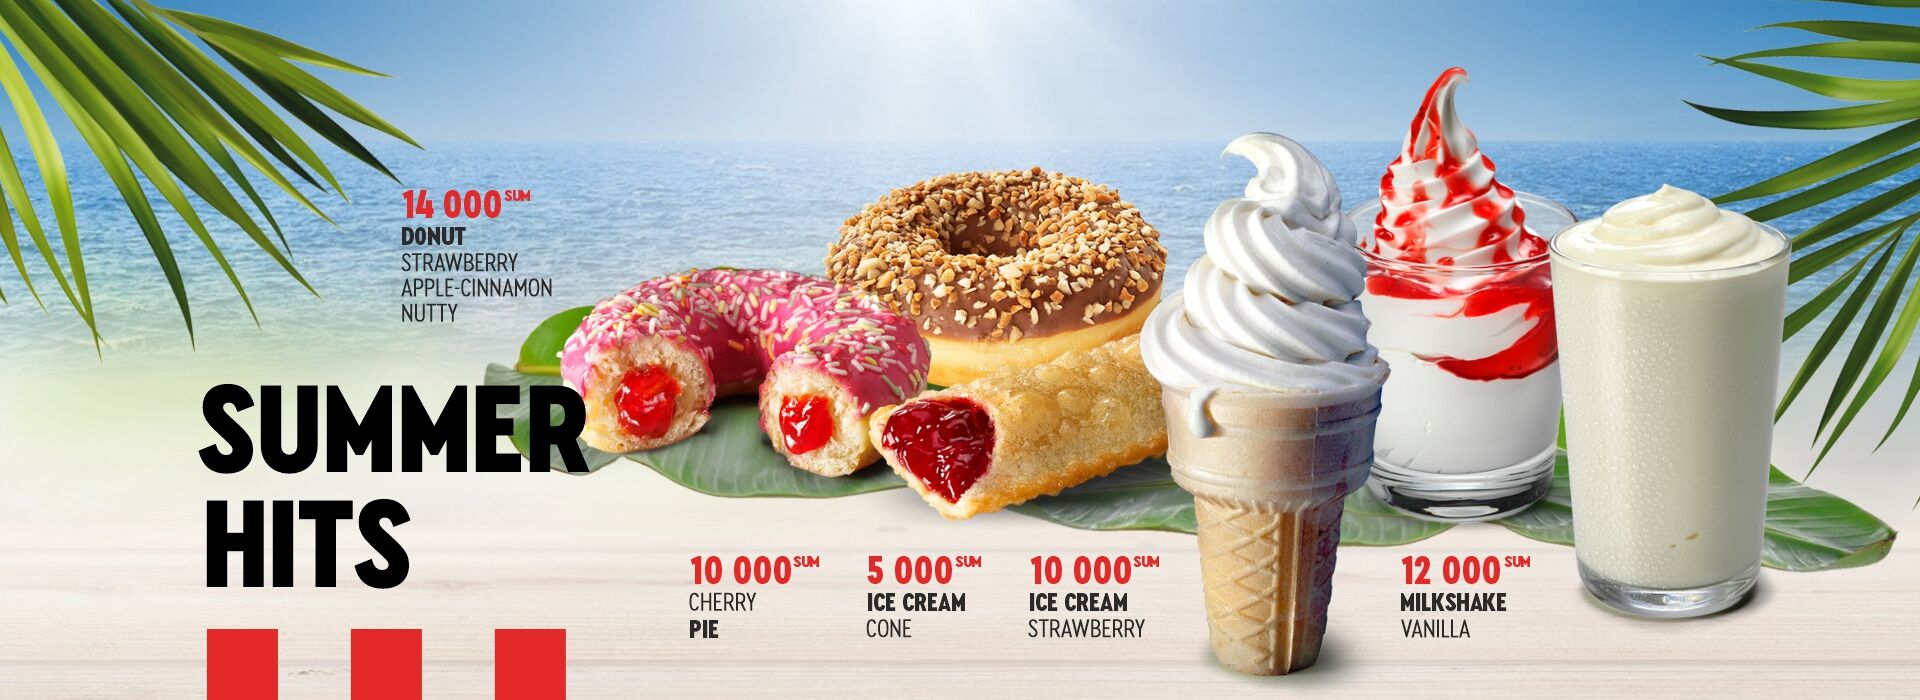 14 000 SUM
DONUT
STRAWBERRY
APPLE-CINNAMON
NUTTY
SUMMER
HITS
10 000 SUM
CHERRY
PIE
5 000 SUM
ICE CREAM
CONE
10 000 SUM
ICE CREAM
STRAWBERRY
12 000 SUM
MILKSHAKE
VANILLA